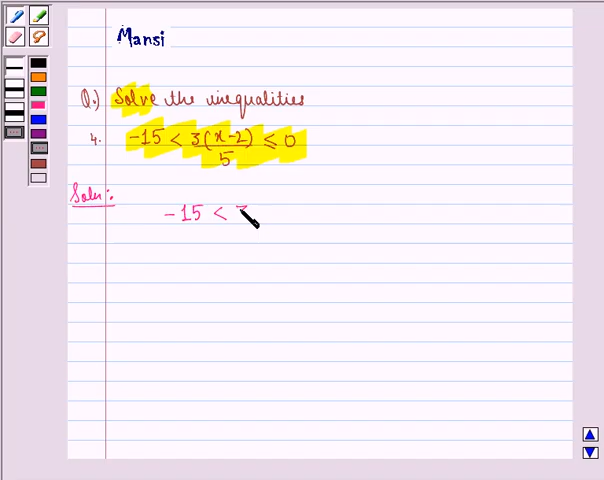 Mansi
Q.) Solve the inequalities
4. -15 < 3(x-2)/5 ≤ 0
Soln:
-15 <